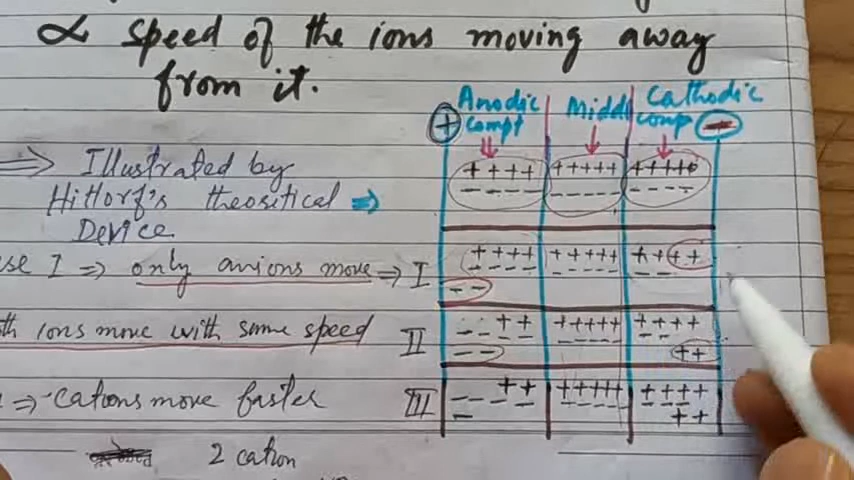 ∝ speed of the ions moving away
from it.
Anodic compt Middl Cathodic comp
+ −
⇒ Illustrated by
Hittorf's theoritical ⇒
Device
++++ +++++ +++++
---- ----- ----
se I ⇒ only anions move ⇒ I
++++ +++++ ++++
---- ----- --
--
th ions move with same speed II
--++ +++++ ++++
-- ++
⇒ cations move faster III
++ +++++ ++++
---- ----- ----
- ++
2 cation